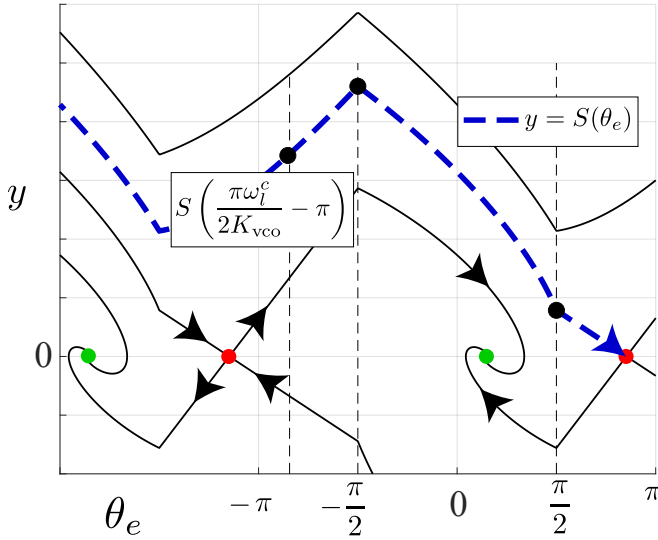 y = S(θ_e)
y
S ( πω_l^c / 2K_vco − π )
0
−π
−π/2
0
π/2
π
θ_e